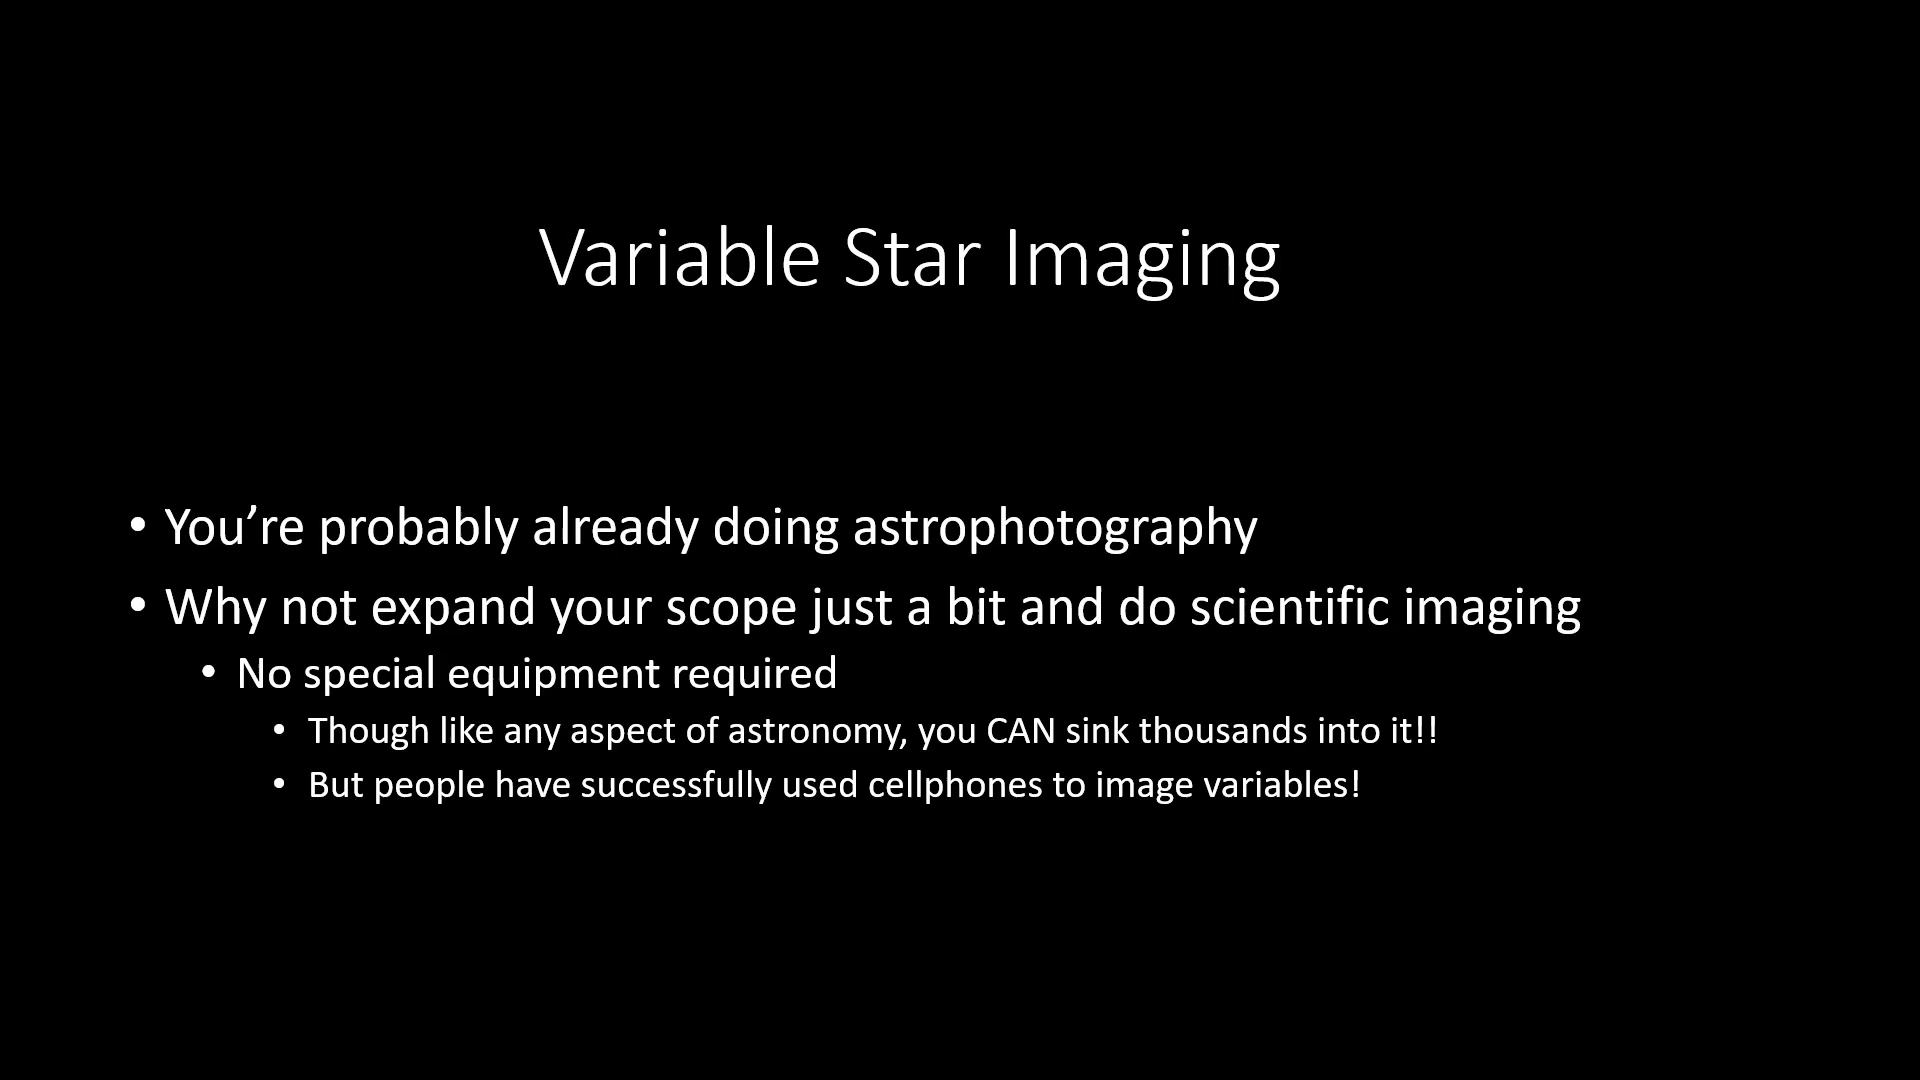 Variable Star Imaging
• You’re probably already doing astrophotography
• Why not expand your scope just a bit and do scientific imaging
• No special equipment required
• Though like any aspect of astronomy, you CAN sink thousands into it!!
• But people have successfully used cellphones to image variables!